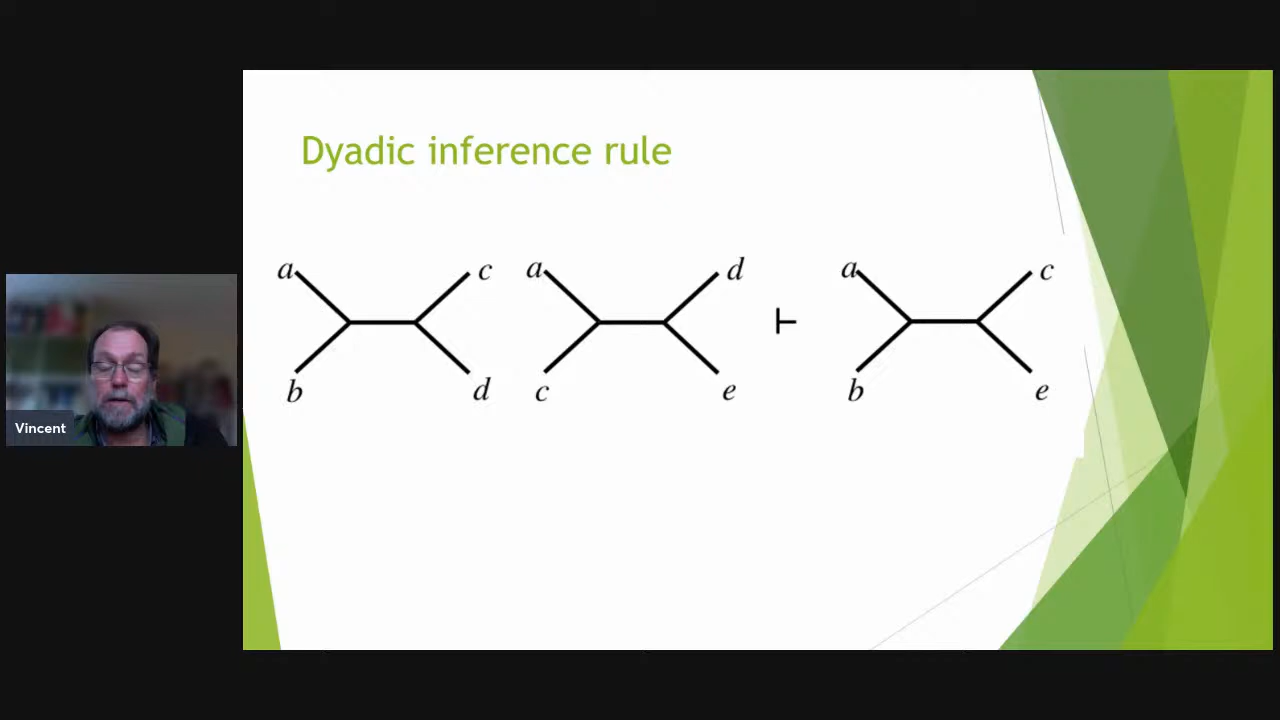 Dyadic inference rule
a c a d a c
⊢
b d c e b e
Vincent